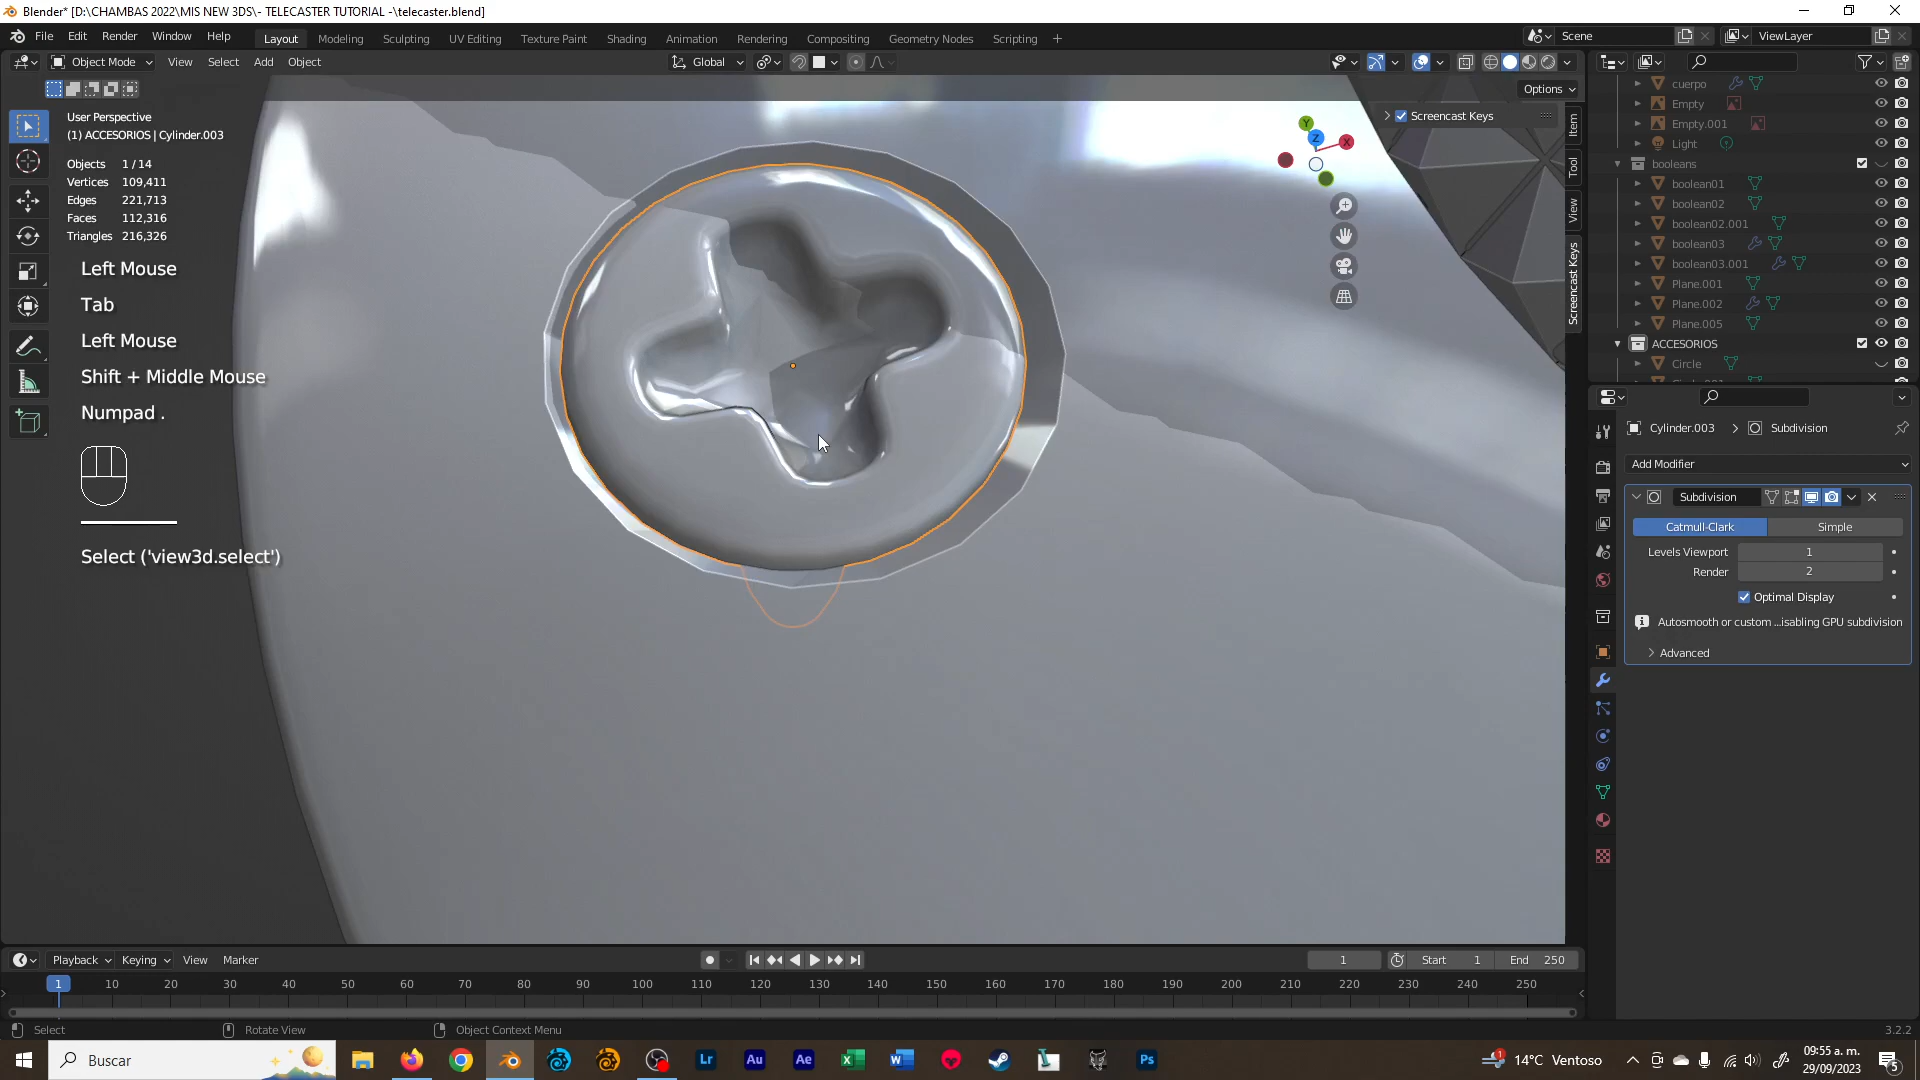 Blender* [D:\CHAMBAS 2022\MIS NEW 3DS\- TELECASTER TUTORIAL -\telecaster.blend]
File Edit Render Window Help
Layout Modeling Sculpting UV Editing Texture Paint Shading Animation Rendering Compositing Geometry Nodes Scripting +
Scene
ViewLayer
Object Mode View Select Add Object
Global
Options
User Perspective
(1) ACCESORIOS | Cylinder.003
Objects 1 / 14
Vertices 109,411
Edges 221,713
Faces 112,316
Triangles 216,326
Left Mouse
Tab
Left Mouse
Shift + Middle Mouse
Numpad .
Select ('view3d.select')
Screencast Keys
Y
Z
X
Item
Tool
View
Screencast Keys
cuerpo
Empty
Empty.001
Light
booleans
boolean01
boolean02
boolean02.001
boolean03
boolean03.001
Plane.001
Plane.002
Plane.005
ACCESORIOS
Circle
Cylinder.003 > Subdivision
Add Modifier
Subdivision
Catmull-Clark Simple
Levels Viewport 1
Render 2
Optimal Display
Autosmooth or custom ...isabling GPU subdivision
Advanced
Playback Keying View Marker
1 Start 1 End 250
1 10 20 30 40 50 60 70 80 90 100 110 120 130 140 150 160 170 180 190 200 210 220 230 240 250
Select Rotate View Object Context Menu
3.2.2
Buscar
Lr Au Ae Ps
1 14°C Ventoso
09:55 a. m.
29/09/2023
5